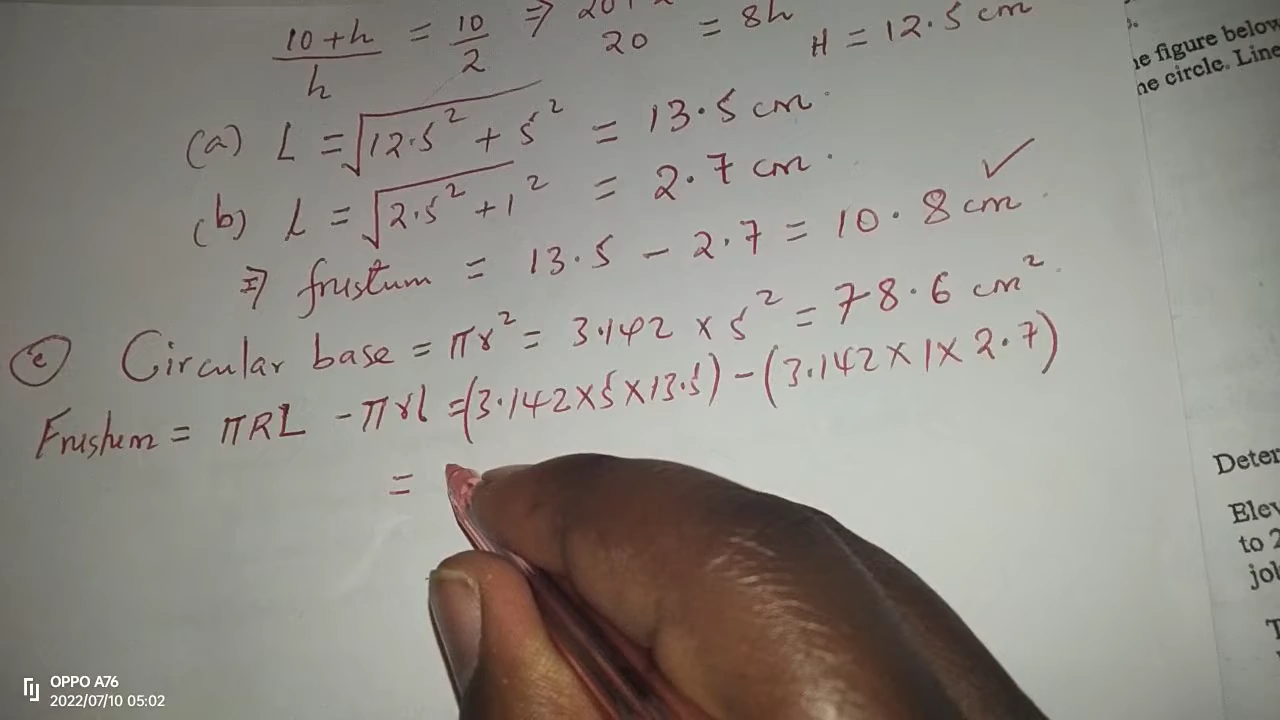 10+h/h = 10/2 ⇒ 20 = 8h H = 12.5 cm
(a) L = √12.5² + 5² = 13.5 cm.
(b) l = √2.5² + 1² = 2.7 cm.
⇒ frustum = 13.5 - 2.7 = 10.8 cm. ✓
(c) Circular base = πr² = 3.142 × 5² = 78.6 cm².
Frustum = πRL - πrl = (3.142×5×13.5) - (3.142×1×2.7)
=
figure below
circle. Line
Deter
Elev
to 2
OPPO A76
2022/07/10 05:02